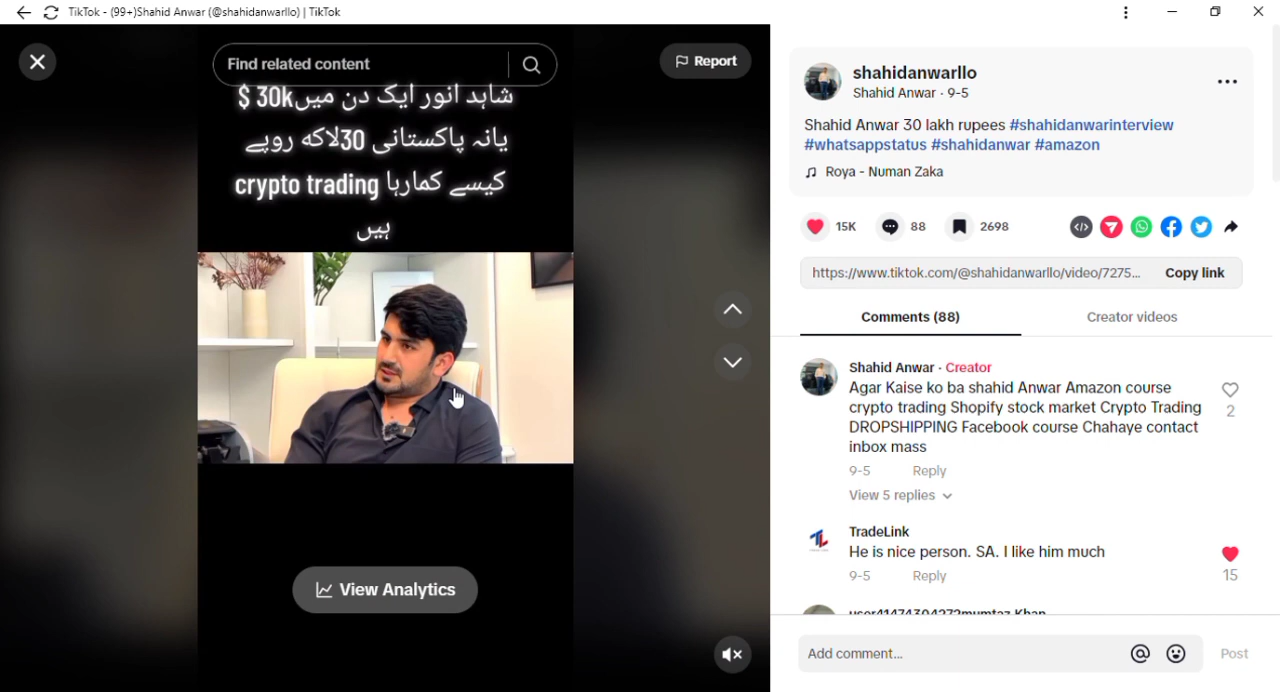 TikTok - (99+)Shahid Anwar (@shahidanwarllo) | TikTok
Find related content
Report
شاہد انور ایک دن میں30k $
یانہ پاکستانی 30لاکھ روپے
کیسے کمارہا crypto trading
ہیں
View Analytics
shahidanwarllo
Shahid Anwar · 9-5
Shahid Anwar 30 lakh rupees #shahidanwarinterview
#whatsappstatus #shahidanwar #amazon
Roya - Numan Zaka
15K
88
2698
https://www.tiktok.com/@shahidanwarllo/video/7275...
Copy link
Comments (88)
Creator videos
Shahid Anwar · Creator
Agar Kaise ko ba shahid Anwar Amazon course
crypto trading Shopify stock market Crypto Trading
DROPSHIPPING Facebook course Chahaye contact
inbox mass
2
9-5
Reply
View 5 replies
TradeLink
He is nice person. SA. I like him much
15
9-5
Reply
Add comment...
Post